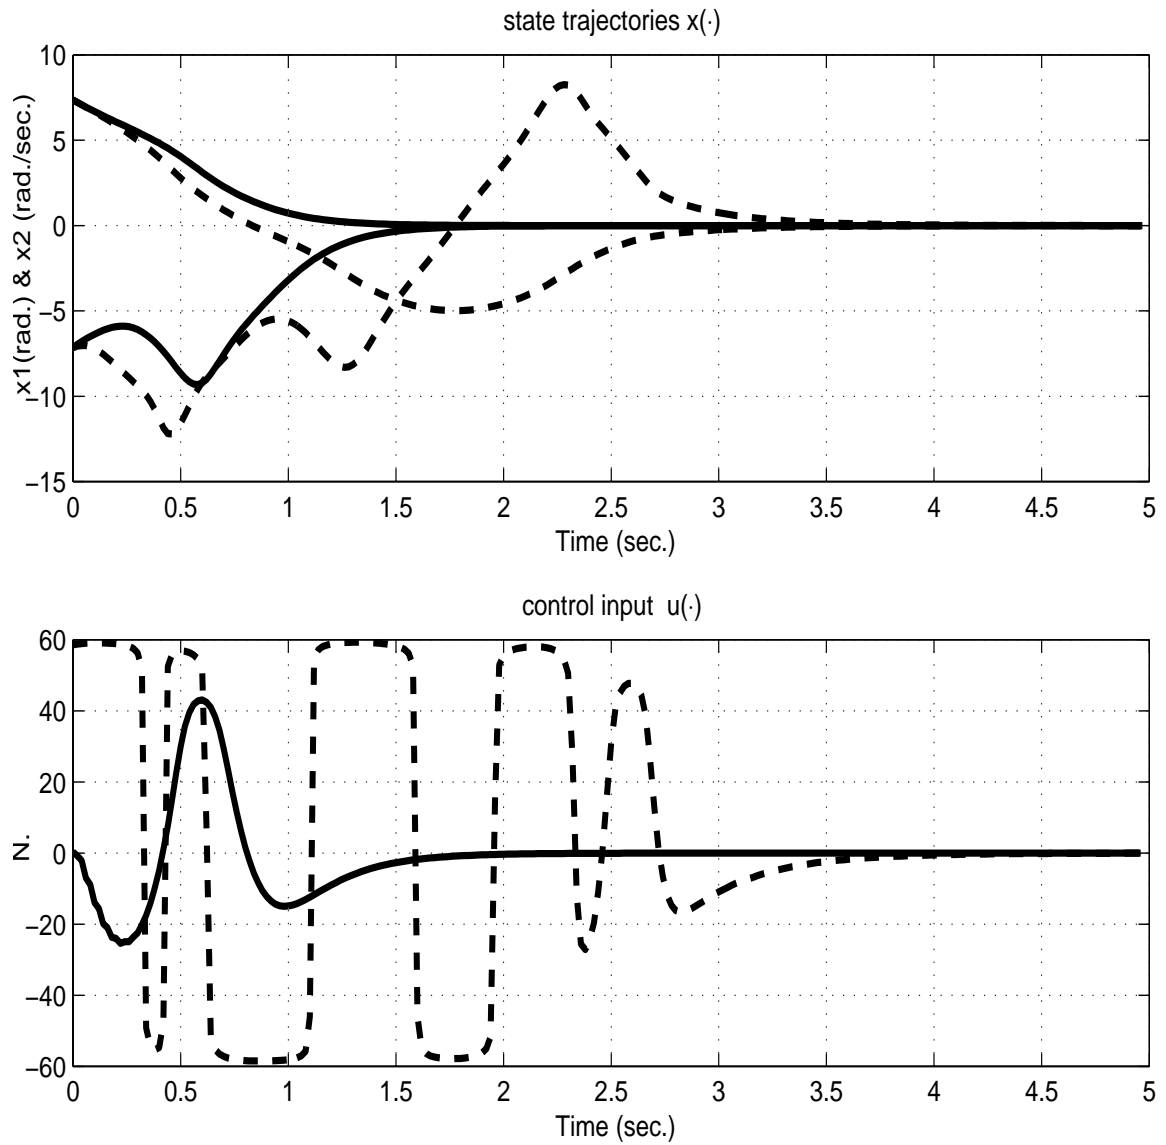 state trajectories x(·)
x1(rad.) & x2 (rad./sec.)
10
5
0
−5
−10
−15
0 0.5 1 1.5 2 2.5 3 3.5 4 4.5 5
Time (sec.)
control input u(·)
N.
60
40
20
0
−20
−40
−60
0 0.5 1 1.5 2 2.5 3 3.5 4 4.5 5
Time (sec.)